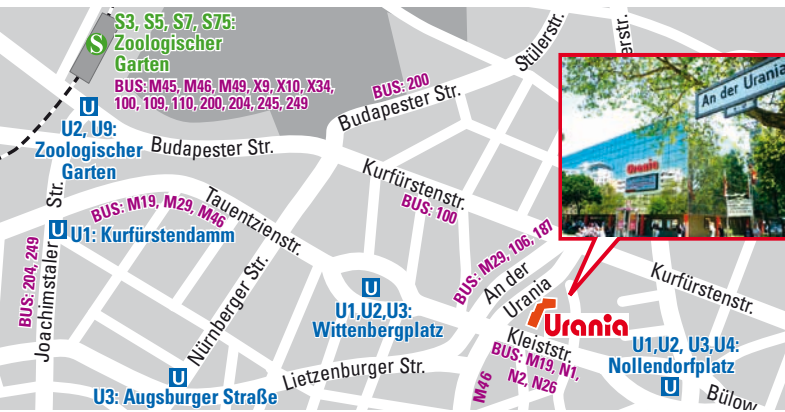 S3, S5, S7, S75:
Zoologischer
Garten
BUS: M45, M46, M49, X9, X10, X34,
100, 109, 110, 200, 204, 245, 249
S
U
U2, U9:
Zoologischer
Garten
Budapester Str.
BUS: 200
Budapester Str.
Stülerstr.
erstr.
An der Urania
Urania
Kurfürstenstr.
BUS: 100
BUS: M19, M29, M46
Tauentzienstr.
U
U1: Kurfürstendamm
BUS: 204, 249
Joachimstaler Str.
Nürnberger Str.
U
U1,U2,U3:
Wittenbergplatz
BUS: M29, 106, 187
An der
Urania
Urania
Kurfürstenstr.
Kleiststr.
BUS: M19, N1,
N2, N26
M46
U1,U2, U3,U4:
Nollendorfplatz
U
Bülow
Lietzenburger Str.
U
U3: Augsburger Straße